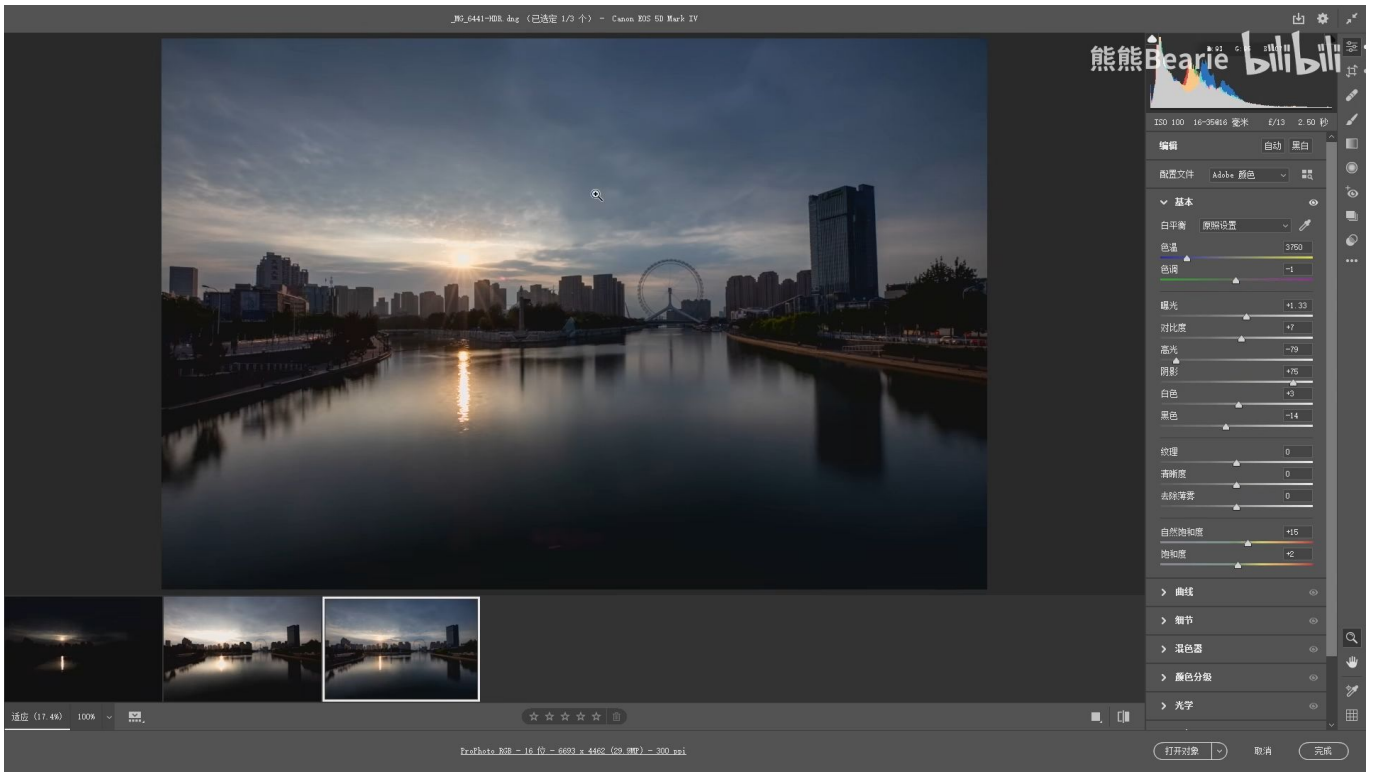 _MG_6441-HDR.dng （已选定 1/3 个） - Canon EOS 5D Mark IV
熊熊Bearie bilibili
ISO 100 16-35@16 毫米 f/13 2.50 秒
编辑 自动 黑白
配置文件 Adobe 颜色
基本
白平衡 原照设置
色温 3750
色调 -1
曝光 +1.33
对比度 +7
高光 -79
阴影 +75
白色 +3
黑色 -14
纹理 0
清晰度 0
去除薄雾 0
自然饱和度 +15
饱和度 +2
曲线
细节
混色器
颜色分级
光学
适应 (17.4%) 100%
ProPhoto RGB - 16 位 - 6693 x 4462 (29.9MP) - 300 ppi
打开对象 取消 完成